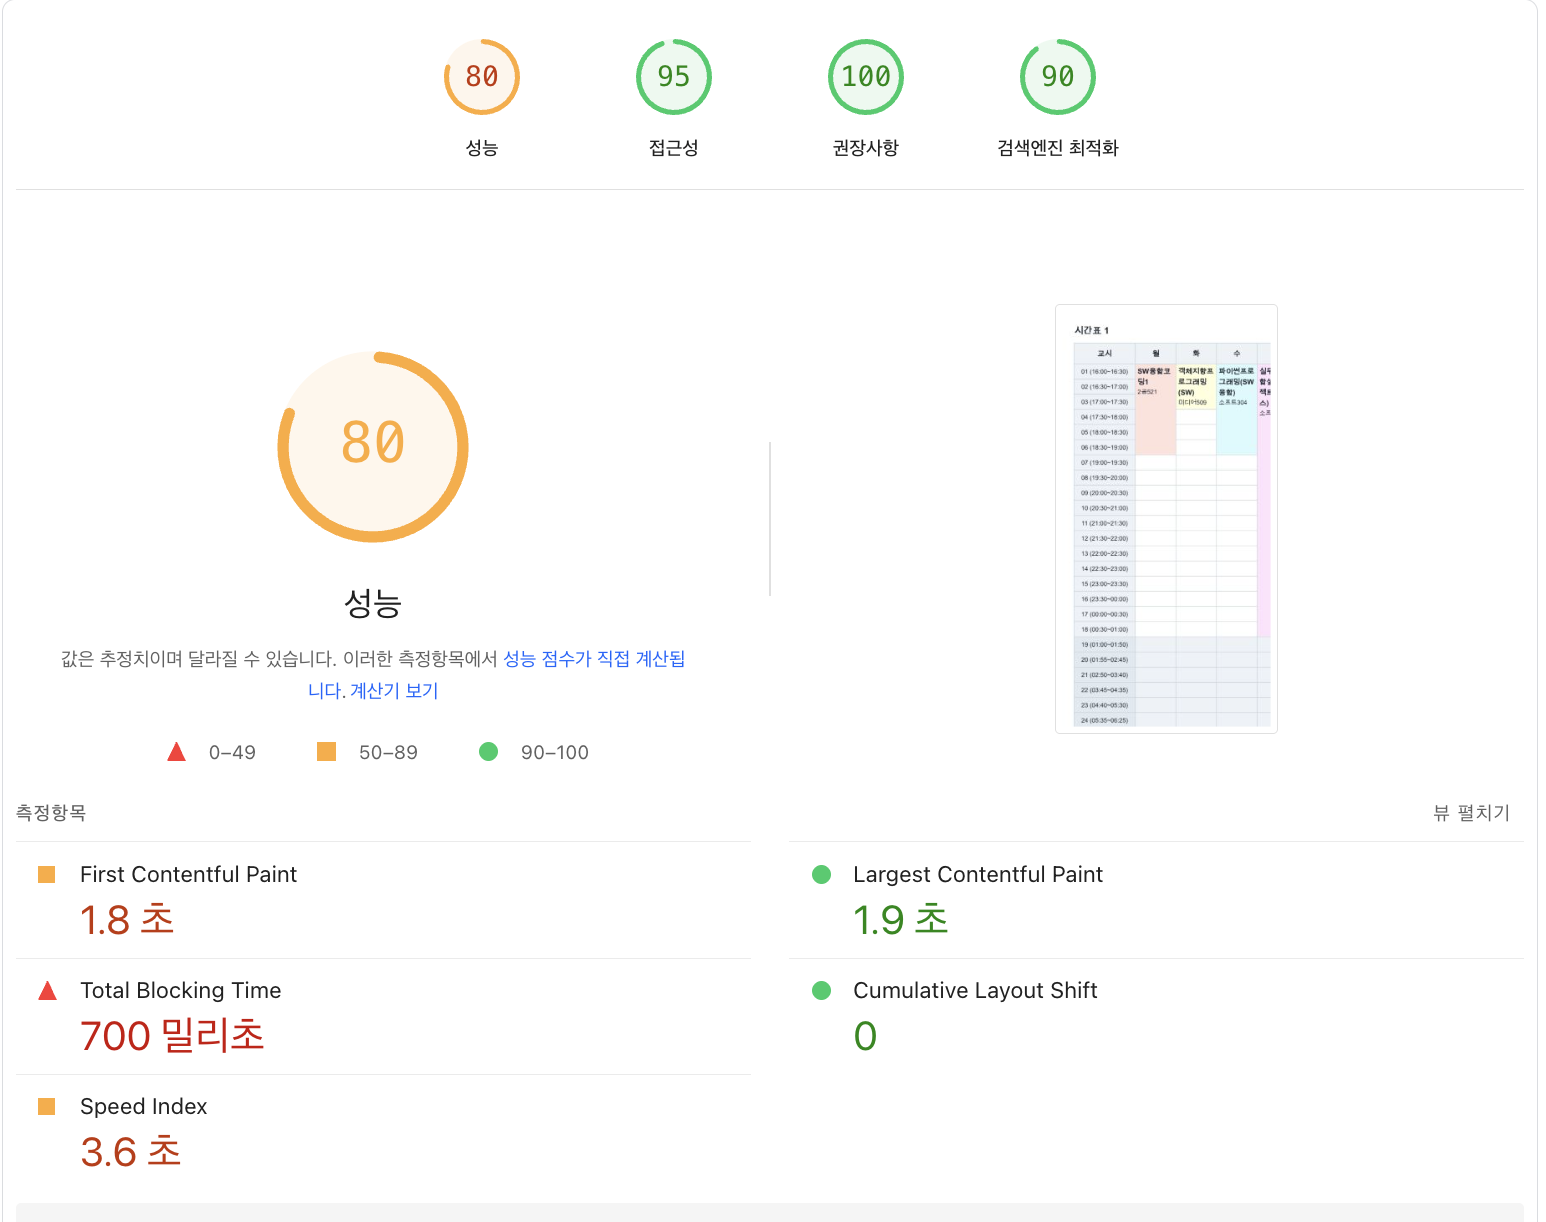 80
95
100
90
성능
접근성
권장사항
검색엔진 최적화
80
성능
값은 추정치이며 달라질 수 있습니다. 이러한 측정항목에서 성능 점수가 직접 계산됩
니다. 계산기 보기
0–49
50–89
90–100
시간표 1
교시 월 화 수
01 (16:00~16:30)
02 (16:30~17:00)
03 (17:00~17:30)
04 (17:30~18:00)
05 (18:00~18:30)
06 (18:30~19:00)
07 (19:00~19:30)
08 (19:30~20:00)
09 (20:00~20:30)
10 (20:30~21:00)
11 (21:00~21:30)
12 (21:30~22:00)
13 (22:00~22:30)
14 (22:30~23:00)
15 (23:00~23:30)
16 (23:30~00:00)
17 (00:00~00:30)
18 (00:30~01:00)
19 (01:00~01:50)
20 (01:55~02:45)
21 (02:50~03:40)
22 (03:45~04:35)
23 (04:40~05:30)
24 (05:35~06:25)
SW융합코
딩1
객체지향프
로그래밍
(SW)
미디어509
파이썬프로
그래밍(SW
융합)
소프트304
측정항목
뷰 펼치기
First Contentful Paint
1.8 초
Largest Contentful Paint
1.9 초
Total Blocking Time
700 밀리초
Cumulative Layout Shift
0
Speed Index
3.6 초